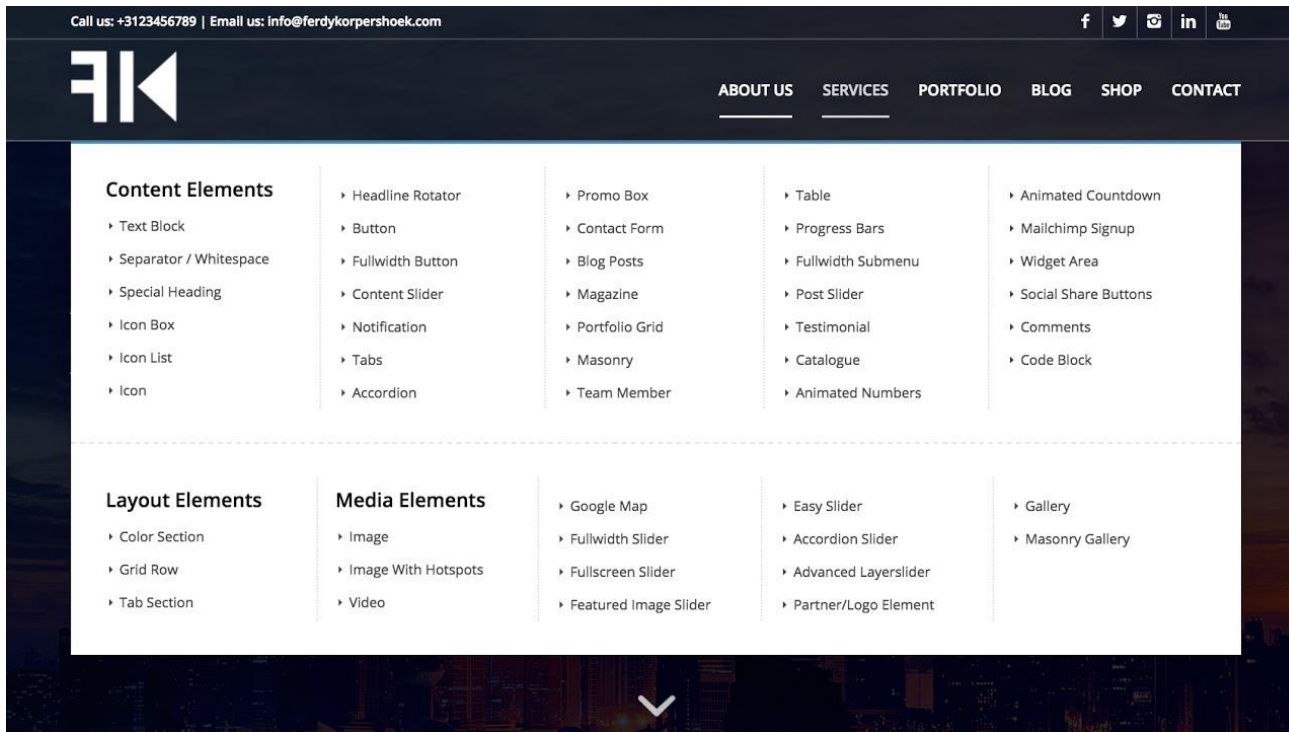 Call us: +3123456789 | Email us: info@ferdykorpershoek.com
You
Tube
FK
ABOUT US SERVICES PORTFOLIO BLOG SHOP CONTACT
Content Elements
Text Block
Separator / Whitespace
Special Heading
Icon Box
Icon List
Icon
Headline Rotator
Button
Fullwidth Button
Content Slider
Notification
Tabs
Accordion
Promo Box
Contact Form
Blog Posts
Magazine
Portfolio Grid
Masonry
Team Member
Table
Progress Bars
Fullwidth Submenu
Post Slider
Testimonial
Catalogue
Animated Numbers
Animated Countdown
Mailchimp Signup
Widget Area
Social Share Buttons
Comments
Code Block
Layout Elements
Color Section
Grid Row
Tab Section
Media Elements
Image
Image With Hotspots
Video
Google Map
Fullwidth Slider
Fullscreen Slider
Featured Image Slider
Easy Slider
Accordion Slider
Advanced Layerslider
Partner/Logo Element
Gallery
Masonry Gallery